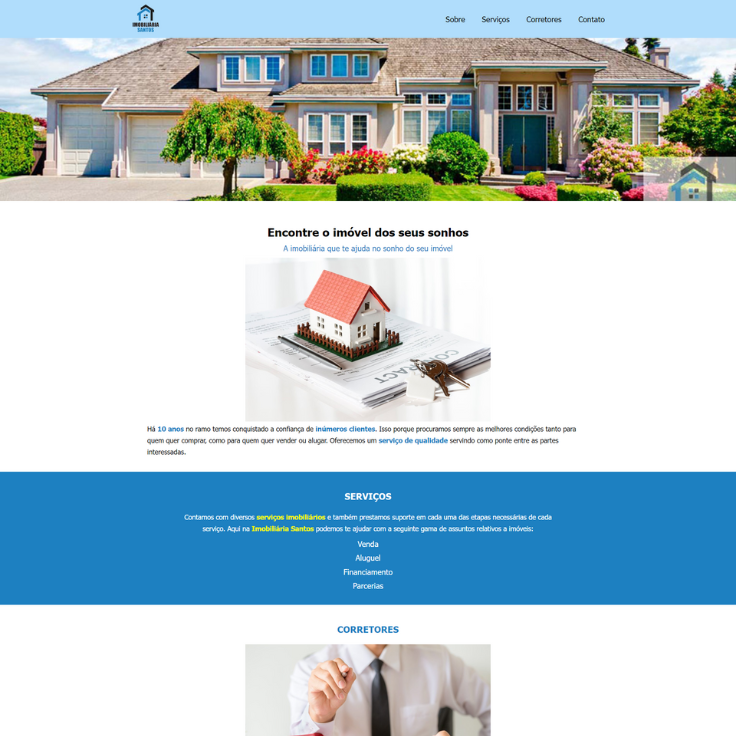 IMOBILIÁRIA
SANTOS
Sobre Serviços Corretores Contato
Encontre o imóvel dos seus sonhos
A imobiliária que te ajuda no sonho do seu imóvel
CONTRACT
Há 10 anos no ramo temos conquistado a confiança de inúmeros clientes. Isso porque procuramos sempre as melhores condições tanto para
quem quer comprar, como para quem quer vender ou alugar. Oferecemos um serviço de qualidade servindo como ponte entre as partes
interessadas.
SERVIÇOS
Contamos com diversos serviços imobiliários e também prestamos suporte em cada uma das etapas necessárias de cada
serviço. Aqui na Imobiliária Santos podemos te ajudar com a seguinte gama de assuntos relativos a imóveis:
Venda
Aluguel
Financiamento
Parcerias
CORRETORES